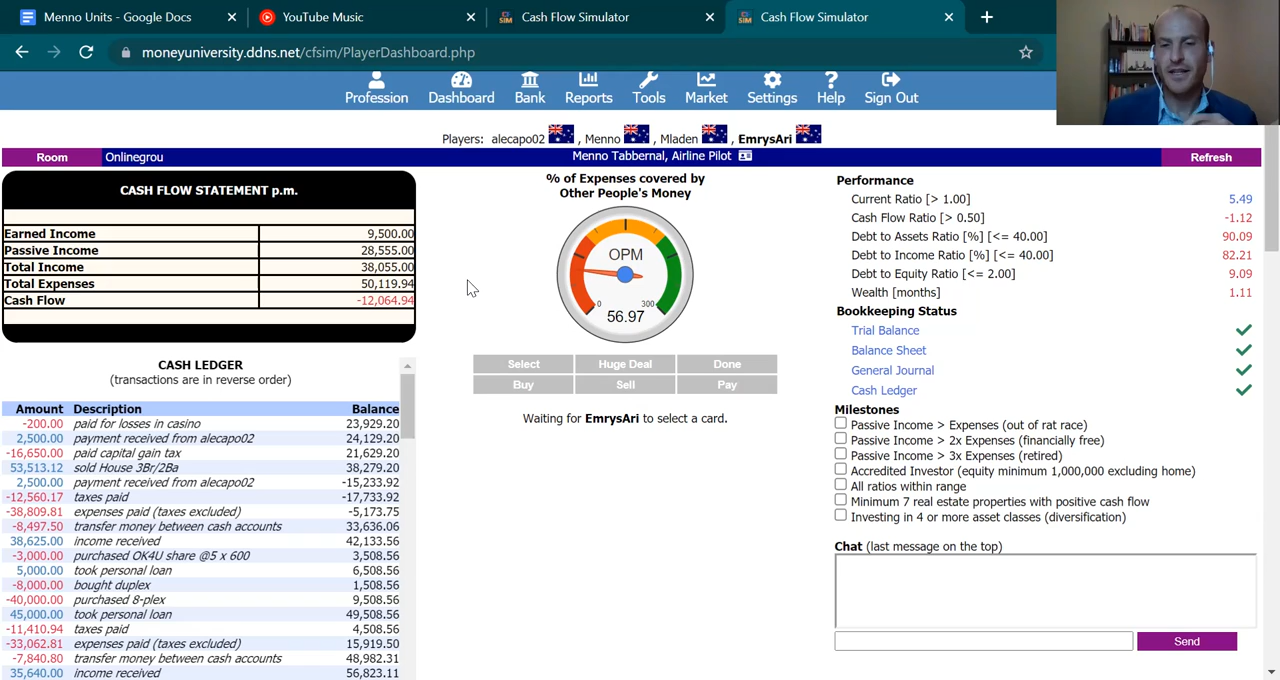 Menno Units - Google Docs
YouTube Music
Cash Flow Simulator
Cash Flow Simulator
moneyuniversity.ddns.net/cfsim/PlayerDashboard.php
Profession Dashboard Bank Reports Tools Market Settings Help Sign Out
Players: alecapo02 , Menno , Mladen , EmrysAri
Room Onlinegrou Menno Tabbernal, Airline Pilot Refresh
CASH FLOW STATEMENT p.m.
Earned Income 9,500.00
Passive Income 28,555.00
Total Income 38,055.00
Total Expenses 50,119.94
Cash Flow -12,064.94
CASH LEDGER
(transactions are in reverse order)
Amount Description Balance
-200.00 paid for losses in casino 23,929.20
2,500.00 payment received from alecapo02 24,129.20
-16,650.00 paid capital gain tax 21,629.20
53,513.12 sold House 3Br/2Ba 38,279.20
2,500.00 payment received from alecapo02 -15,233.92
-12,560.17 taxes paid -17,733.92
-38,809.81 expenses paid (taxes excluded) -5,173.75
-8,497.50 transfer money between cash accounts 33,636.06
38,625.00 income received 42,133.56
-3,000.00 purchased OK4U share @5 x 600 3,508.56
5,000.00 took personal loan 6,508.56
-8,000.00 bought duplex 1,508.56
-40,000.00 purchased 8-plex 9,508.56
45,000.00 took personal loan 49,508.56
-11,410.94 taxes paid 4,508.56
-33,062.81 expenses paid (taxes excluded) 15,919.50
-7,840.80 transfer money between cash accounts 48,982.31
35,640.00 income received 56,823.11
% of Expenses covered by
Other People's Money
OPM
0 300
56.97
Select Huge Deal Done
Buy Sell Pay
Waiting for EmrysAri to select a card.
Performance
Current Ratio [> 1.00] 5.49
Cash Flow Ratio [> 0.50] -1.12
Debt to Assets Ratio [%] [<= 40.00] 90.09
Debt to Income Ratio [%] [<= 40.00] 82.21
Debt to Equity Ratio [<= 2.00] 9.09
Wealth [months] 1.11
Bookkeeping Status
Trial Balance
Balance Sheet
General Journal
Cash Ledger
Milestones
Passive Income > Expenses (out of rat race)
Passive Income > 2x Expenses (financially free)
Passive Income > 3x Expenses (retired)
Accredited Investor (equity minimum 1,000,000 excluding home)
All ratios within range
Minimum 7 real estate properties with positive cash flow
Investing in 4 or more asset classes (diversification)
Chat (last message on the top)
Send